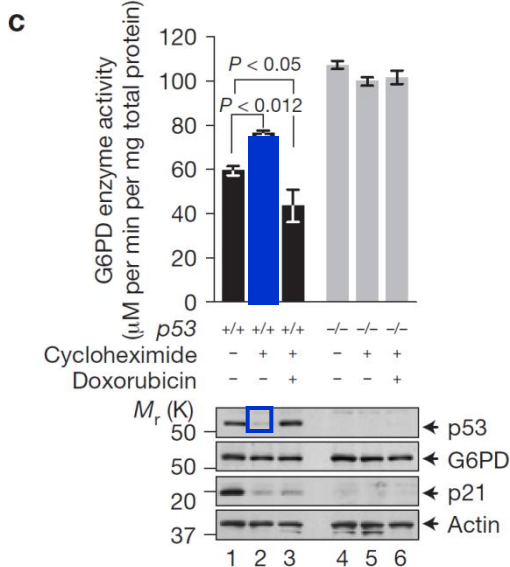 c
G6PD enzyme activity
(µM per min per mg total protein)
120
100
80
60
40
20
0
P < 0.05
P < 0.012
p53 +/+ +/+ +/+ −/− −/− −/−
Cycloheximide − + + − + +
Doxorubicin − − + − − +
Mr (K)
50 p53
50 G6PD
20 p21
37 Actin
1 2 3 4 5 6